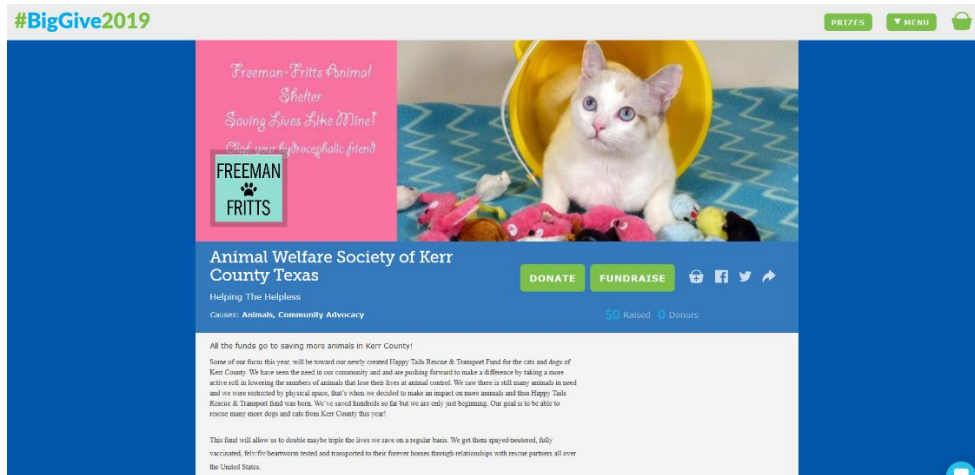 #BigGive2019
PRIZES
▼ MENU
Freeman-Fritts Animal
Shelter
Saving Lives Like Mine!
Olaf your hydrocephalic friend
FREEMAN
FRITTS
Animal Welfare Society of Kerr
County Texas
DONATE
FUNDRAISE
Helping The Helpless
Causes: Animals, Community Advocacy
$0 Raised 0 Donors
All the funds go to saving more animals in Kerr County!
Some of our focus this year, will be toward our newly created Happy Tails Rescue & Transport Fund for the cats and dogs of
Kerr County. We have seen the need in our community and and are pushing forward to make a difference by taking a more
active roll in lowering the numbers of animals that lose their lives at animal control. We saw there is still many animals in need
and we were restricted by physical space, that's when we decided to make an impact on more animals and thus Happy Tails
Rescue & Transport fund was born. We've saved hundreds so far but we are only just beginning. Our goal is to be able to
rescue many more dogs and cats from Kerr County this year!
This fund will allow us to double maybe triple the lives we save on a regular basis. We get them spayed/neutered, fully
vaccinated, felv/fiv/heartworm tested and transported to their forever homes through relationships with rescue partners all over
the United States.